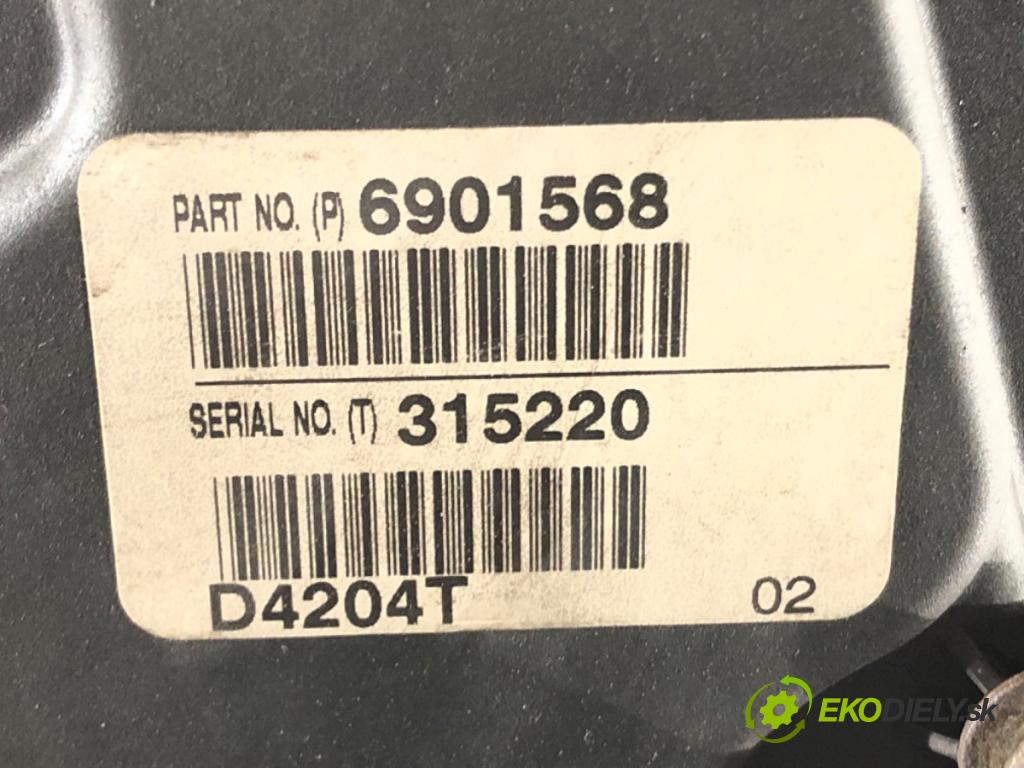 PART NO. (P) 6901568
SERIAL NO. (T) 315220
D4204T 02
EKODIELY.sk